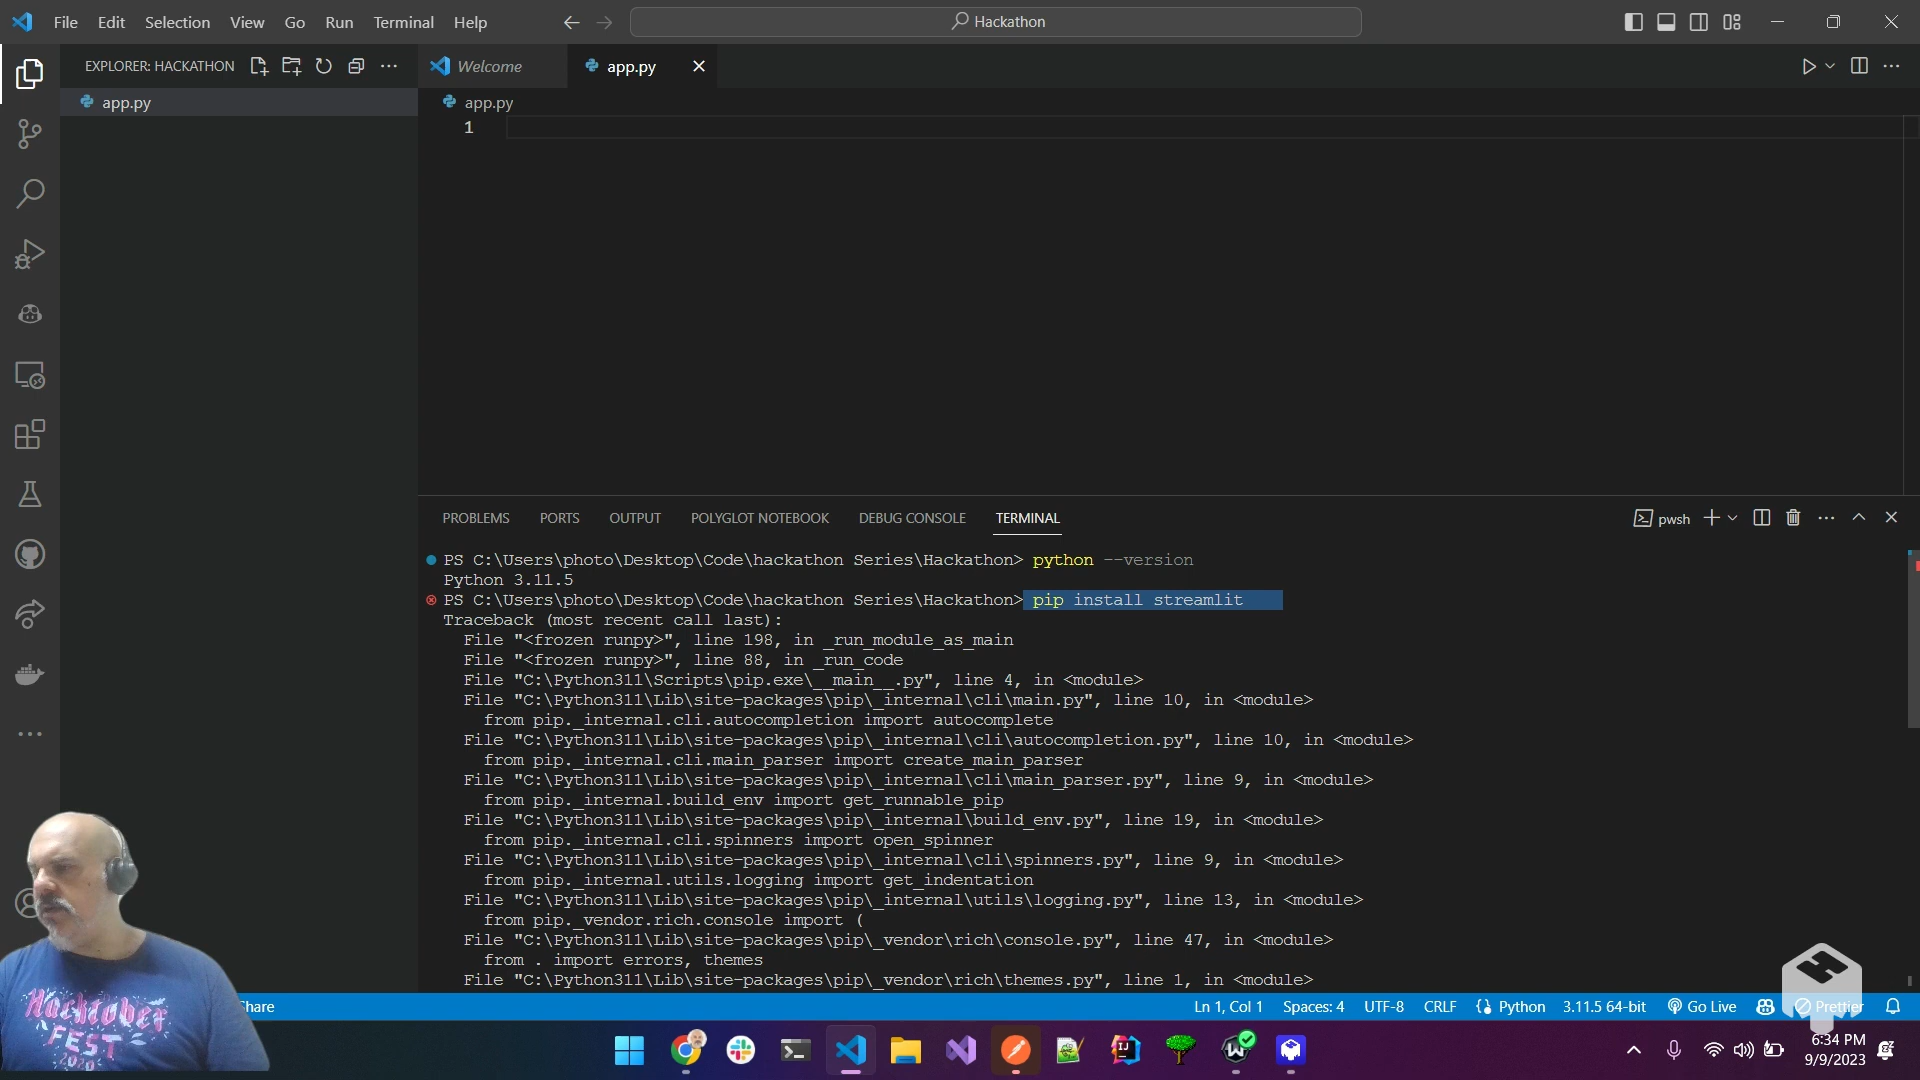 File Edit Selection View Go Run Terminal Help
Hackathon
EXPLORER: HACKATHON
app.py
Welcome
app.py
app.py
1
PROBLEMS PORTS OUTPUT POLYGLOT NOTEBOOK DEBUG CONSOLE TERMINAL
pwsh
PS C:\Users\photo\Desktop\Code\hackathon Series\Hackathon> python --version
Python 3.11.5
PS C:\Users\photo\Desktop\Code\hackathon Series\Hackathon> pip install streamlit
Traceback (most recent call last):
File "<frozen runpy>", line 198, in _run_module_as_main
File "<frozen runpy>", line 88, in _run_code
File "C:\Python311\Scripts\pip.exe\__main__.py", line 4, in <module>
File "C:\Python311\Lib\site-packages\pip\_internal\cli\main.py", line 10, in <module>
from pip._internal.cli.autocompletion import autocomplete
File "C:\Python311\Lib\site-packages\pip\_internal\cli\autocompletion.py", line 10, in <module>
from pip._internal.cli.main_parser import create_main_parser
File "C:\Python311\Lib\site-packages\pip\_internal\cli\main_parser.py", line 9, in <module>
from pip._internal.build_env import get_runnable_pip
File "C:\Python311\Lib\site-packages\pip\_internal\build_env.py", line 19, in <module>
from pip._internal.cli.spinners import open_spinner
File "C:\Python311\Lib\site-packages\pip\_internal\cli\spinners.py", line 9, in <module>
from pip._internal.utils.logging import get_indentation
File "C:\Python311\Lib\site-packages\pip\_internal\utils\logging.py", line 13, in <module>
from pip._vendor.rich.console import (
File "C:\Python311\Lib\site-packages\pip\_vendor\rich\console.py", line 47, in <module>
from . import errors, themes
File "C:\Python311\Lib\site-packages\pip\_vendor\rich\themes.py", line 1, in <module>
Hacktober
FEST
Share
Ln 1, Col 1 Spaces: 4 UTF-8 CRLF Python 3.11.5 64-bit Go Live Prettier
6:34 PM
9/9/2023